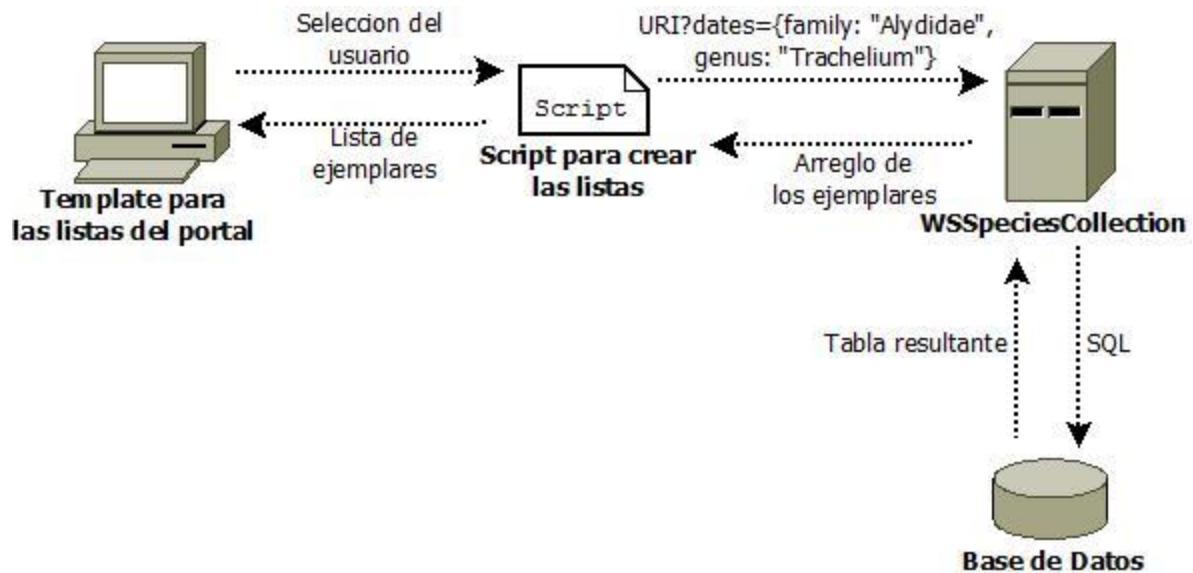 Seleccion del
usuario
URI?dates={family: "Alydidae",
genus: "Trachelium"}
Script
Lista de
ejemplares
Script para crear
las listas
Arreglo de
los ejemplares
Template para
las listas del portal
WSSpeciesCollection
Tabla resultante
SQL
Base de Datos